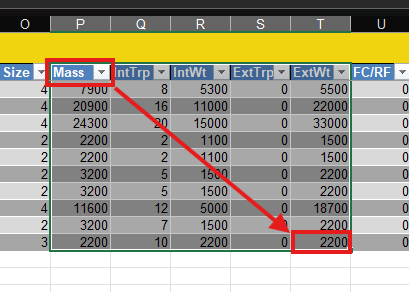 O P Q R S T U
Size Mass IntTrp IntWt ExtTrp ExtWt FC/RF
4 7900 8 5300 0 5500 0
4 20900 16 11000 0 22000 0
4 24300 20 15000 0 33000 0
2 2200 2 1100 0 1500 0
2 2200 2 1100 0 1500 0
2 3200 5 1500 0 2200 0
2 3200 5 1500 0 2200 0
4 11600 12 5000 0 18700 0
2 3200 7 1500 0 2200 0
3 2200 10 2200 0 2200 0